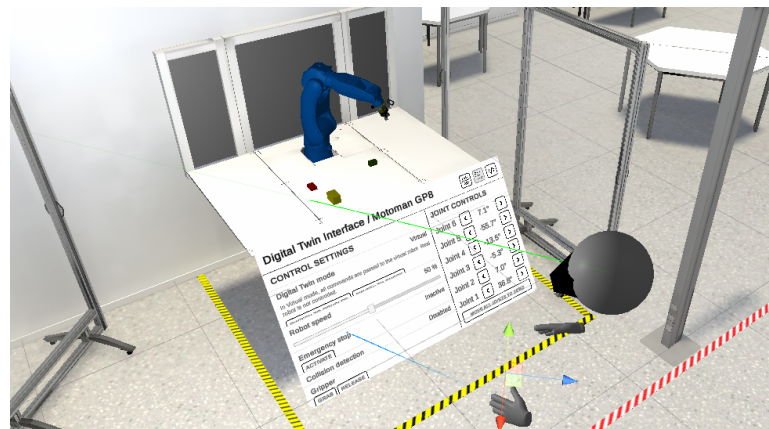 Digital Twin Interface / Motoman GP8
CONTROL SETTINGS
Digital Twin mode
Virtual
In Virtual mode, all commands are passed to the virtual robot. Real
robot is not controlled.
Robot speed
50 %
Emergency stop
Inactive
ACTIVATE
Collision detection
Disabled
Gripper
GRAB RELEASE
JOINT CONTROLS
Joint 6 < 7.1° >
Joint 5 < -55.7° >
Joint 4 <
Joint 3 < -5.3° >
Joint 2 < 7.0° >
Joint 1 < 36.8° >